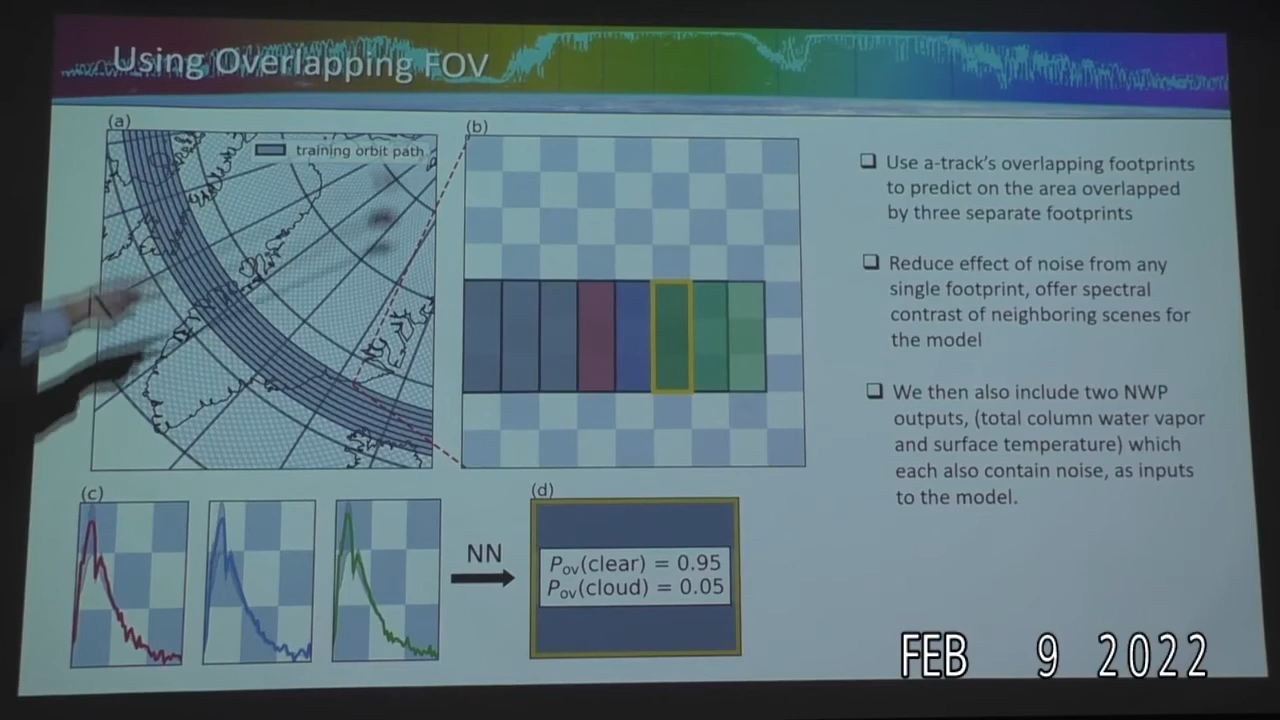 Using Overlapping FOV
(a)
training orbit path
(b)
Use a-track's overlapping footprints
to predict on the area overlapped
by three separate footprints
Reduce effect of noise from any
single footprint, offer spectral
contrast of neighboring scenes for
the model
We then also include two NWP
outputs, (total column water vapor
and surface temperature) which
each also contain noise, as inputs
to the model.
(c)
NN
(d)
Pov(clear) = 0.95
Pov(cloud) = 0.05
FEB 9 2022